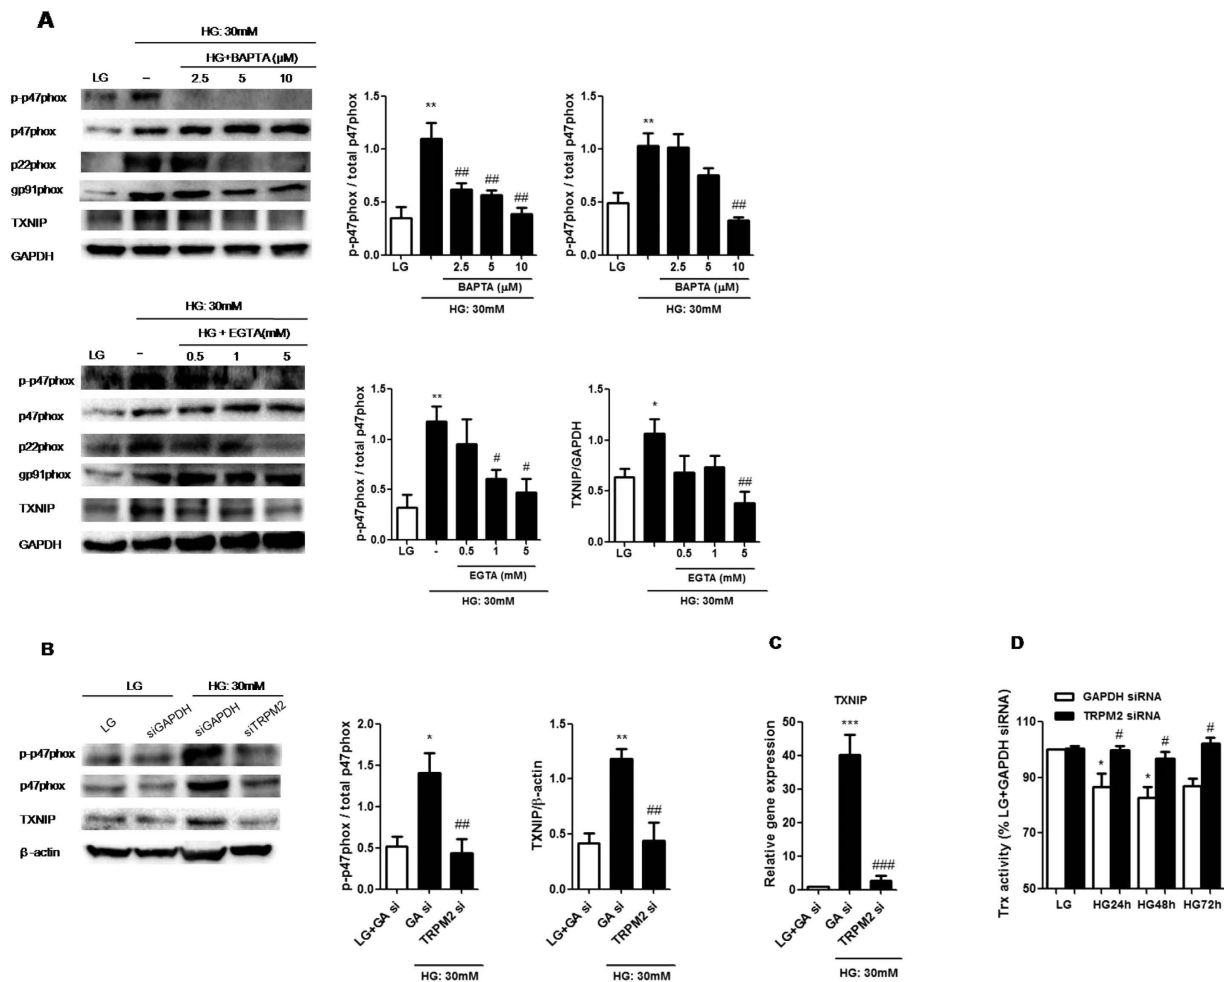 A
HG: 30mM
HG+BAPTA (μM)
LG – 2.5 5 10
p-p47phox
p47phox
p22phox
gp91phox
TXNIP
GAPDH
p-p47phox / total p47phox
1.5
1.0
0.5
0.0
**
##
##
##
LG - 2.5 5 10
BAPTA (μM)
HG: 30mM
p-p47phox / total p47phox
1.5
1.0
0.5
0.0
**
##
LG - 2.5 5 10
BAPTA (μM)
HG: 30mM
HG: 30mM
HG + EGTA(mM)
LG – 0.5 1 5
p-p47phox
p47phox
p22phox
gp91phox
TXNIP
GAPDH
p-p47phox / total p47phox
1.5
1.0
0.5
0.0
**
#
#
LG - 0.5 1 5
EGTA (mM)
HG: 30mM
TXNIP/GAPDH
1.5
1.0
0.5
0.0
*
##
LG - 0.5 1 5
EGTA (mM)
HG: 30mM
B
LG HG: 30mM
LG siGAPDH siGAPDH siTRPM2
p-p47phox
p47phox
TXNIP
β-actin
p-p47phox / total p47phox
2.0
1.5
1.0
0.5
0.0
*
##
LG+GA si GA si TRPM2 si
HG: 30mM
TXNIP/β-actin
1.5
1.0
0.5
0.0
**
##
LG+GA si GA si TRPM2 si
HG: 30mM
C
TXNIP
Relative gene expression
50
40
30
20
10
0
***
###
LG+GA si GA si TRPM2 si
HG: 30mM
D
GAPDH siRNA
TRPM2 siRNA
Trx activity (% LG+GAPDH siRNA)
110
90
70
50
* # * # #
LG HG24h HG48h HG72h